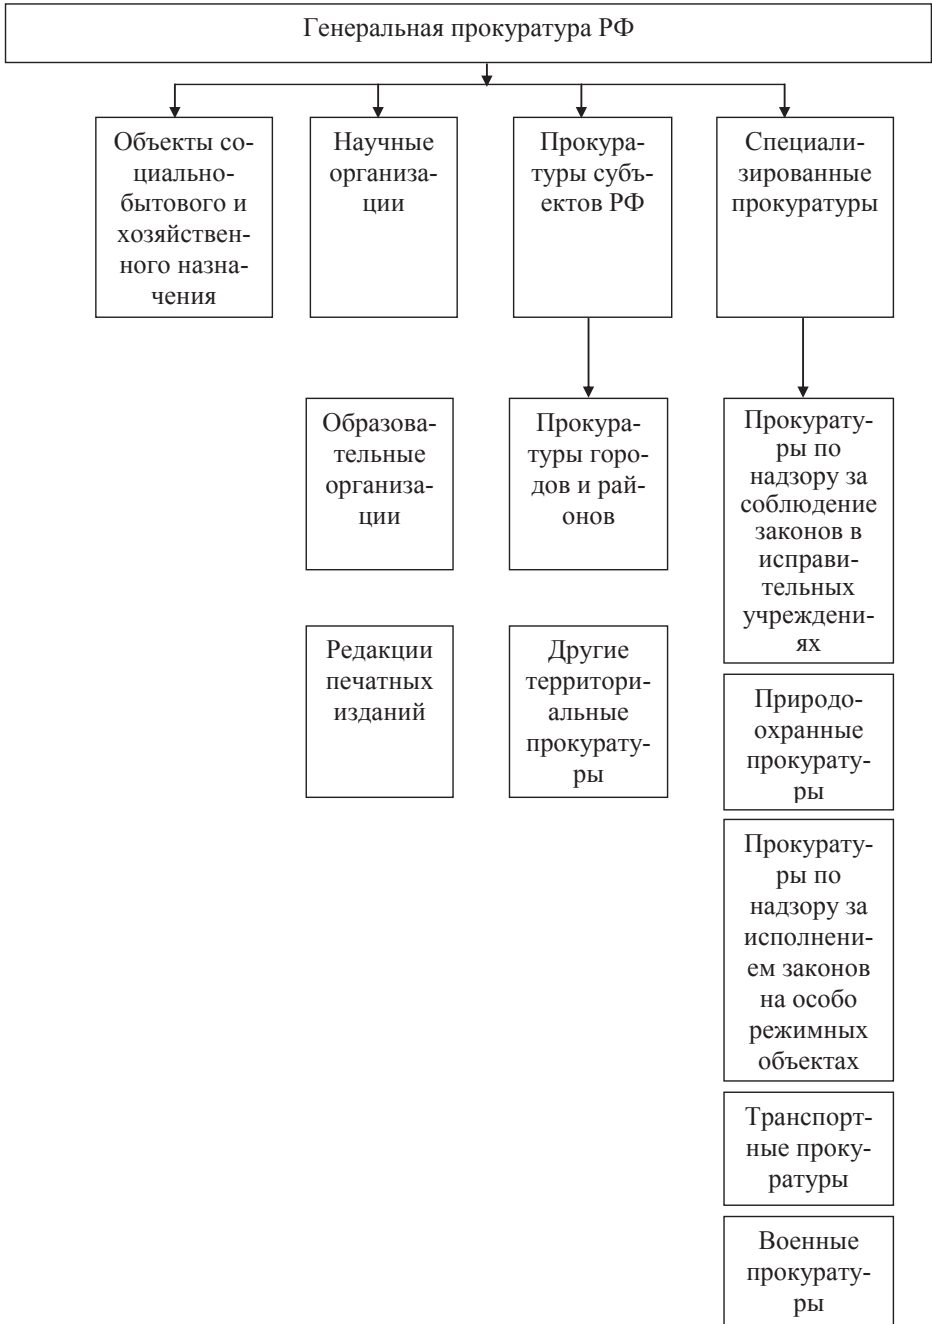 Генеральная прокуратура РФ
Объекты со-
циально-
бытового и
хозяйствен-
ного назна-
чения
Научные
организа-
ции
Прокура-
туры субъ-
ектов РФ
Специали-
зированные
прокуратуры
Образова-
тельные
организа-
ции
Прокура-
туры горо-
дов и рай-
онов
Прокурату-
ры по
надзору за
соблюдение
законов в
исправи-
тельных
учреждени-
ях
Редакции
печатных
изданий
Другие
территори-
альные
прокурату-
ры
Природо-
охранные
прокурату-
ры
Прокурату-
ры по
надзору за
исполнени-
ем законов
на особо
режимных
объектах
Транспорт-
ные проку-
ратуры
Военные
прокурату-
ры